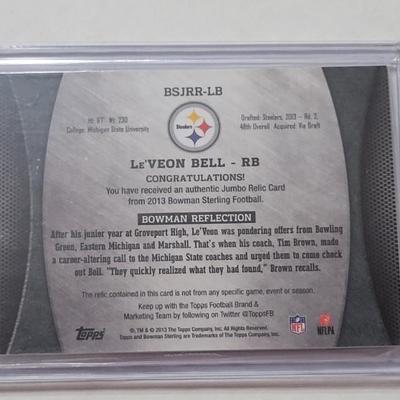 BSJRR-LB
Ht: 6'1" Wt: 230
College: Michigan State University
Steelers
Drafted: Steelers, 2013 - Rd. 2,
48th Overall Acquired: Via Draft
LE'VEON BELL - RB
CONGRATULATIONS!
You have received an authentic Jumbo Relic Card
from 2013 Bowman Sterling Football.
BOWMAN REFLECTION
After his junior year at Groveport High, Le'Veon was pondering offers from Bowling
Green, Eastern Michigan and Marshall. That's when his coach, Tim Brown, made
a career-altering call to the Michigan State coaches and urged them to come check
out Bell. "They quickly realized what they had found," Brown recalls.
The relic contained in this card is not from any specific game, event or season.
Keep up with the Topps Football Brand &
Marketing Team by following on Twitter @ToppsFB
Topps
®, TM & © 2013 The Topps Company, Inc. All Rights Reserved.
Topps and Bowman Sterling are trademarks of The Topps Company, Inc.
NFL
NFLPA